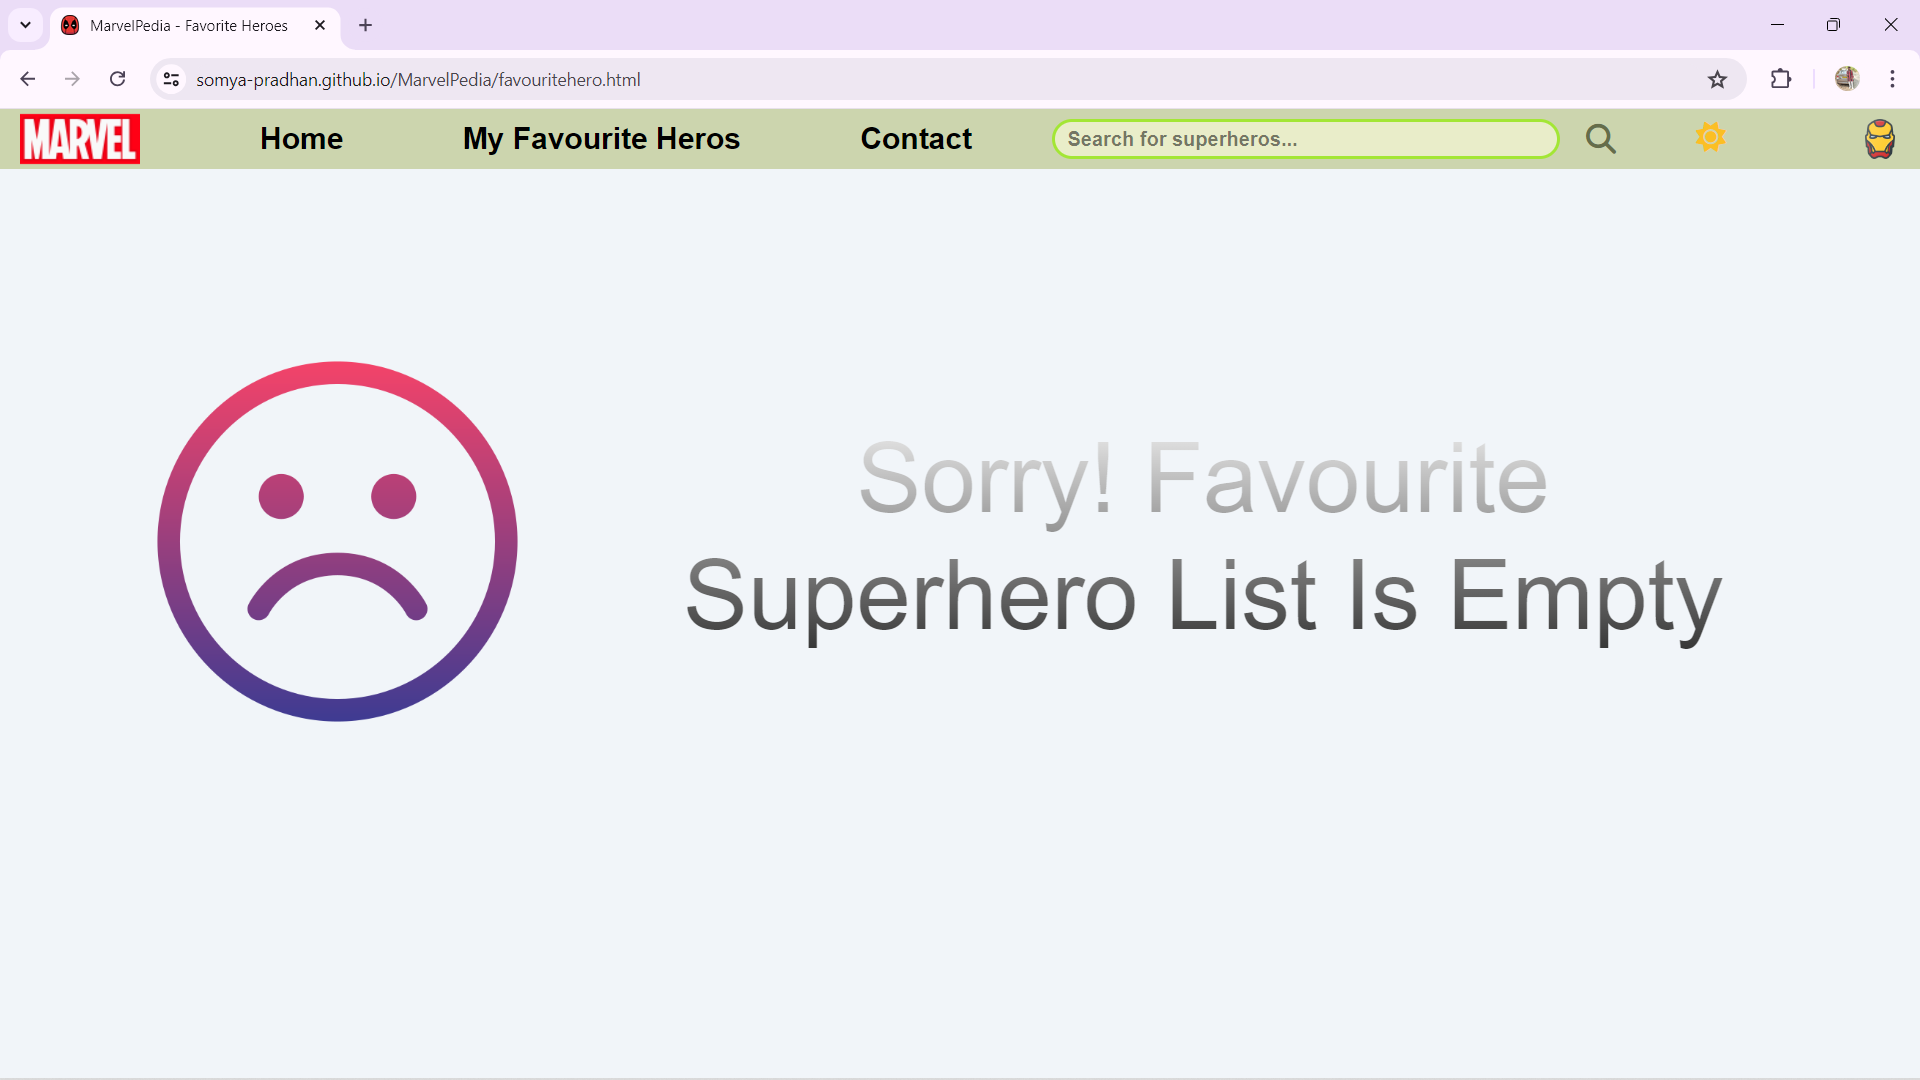 MarvelPedia - Favorite Heroes
somya-pradhan.github.io/MarvelPedia/favouritehero.html
MARVEL Home My Favourite Heros Contact Search for superheros...
Sorry! Favourite
Superhero List Is Empty